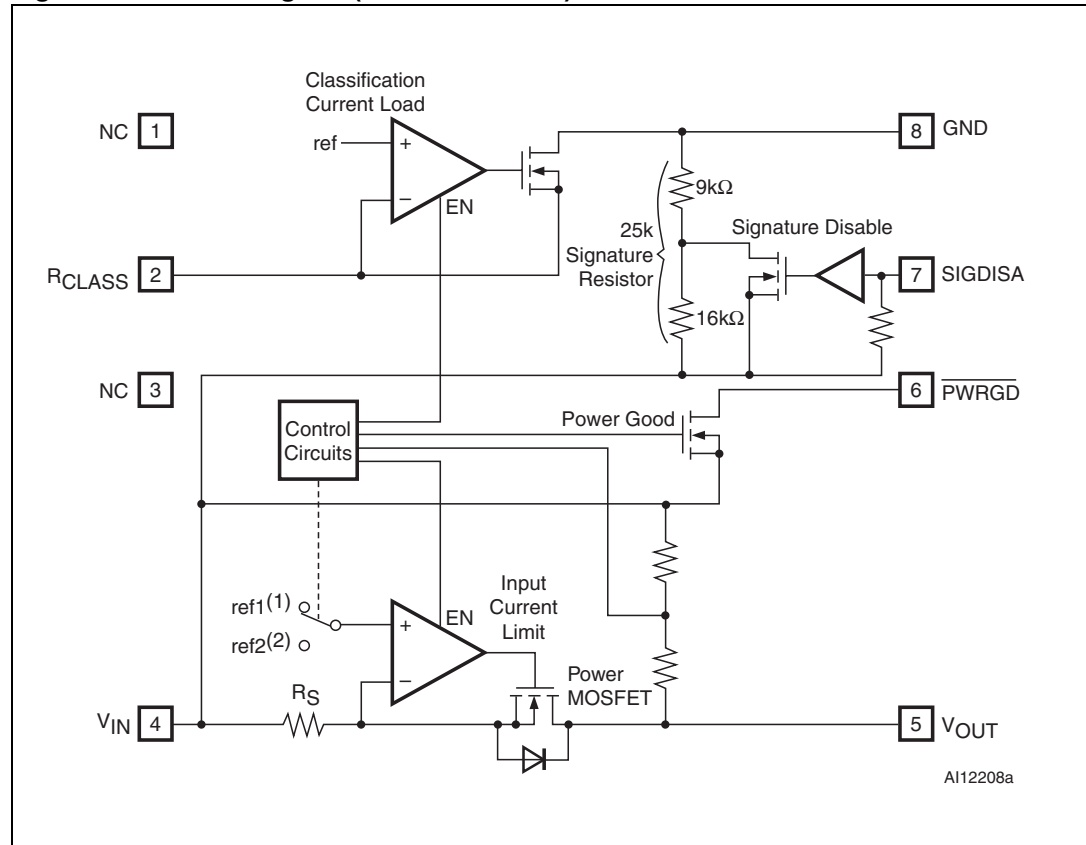 Classification
Current Load
NC 1
ref
+
−
EN
8 GND
9kΩ
25k
Signature
Resistor
Signature Disable
RCLASS 2
7 SIGDISA
16kΩ
NC 3
6 PWRGD
Power Good
Control
Circuits
ref1(1)
ref2(2)
+
−
EN
Input
Current
Limit
Power
MOSFET
RS
VIN 4
5 VOUT
AI12208a